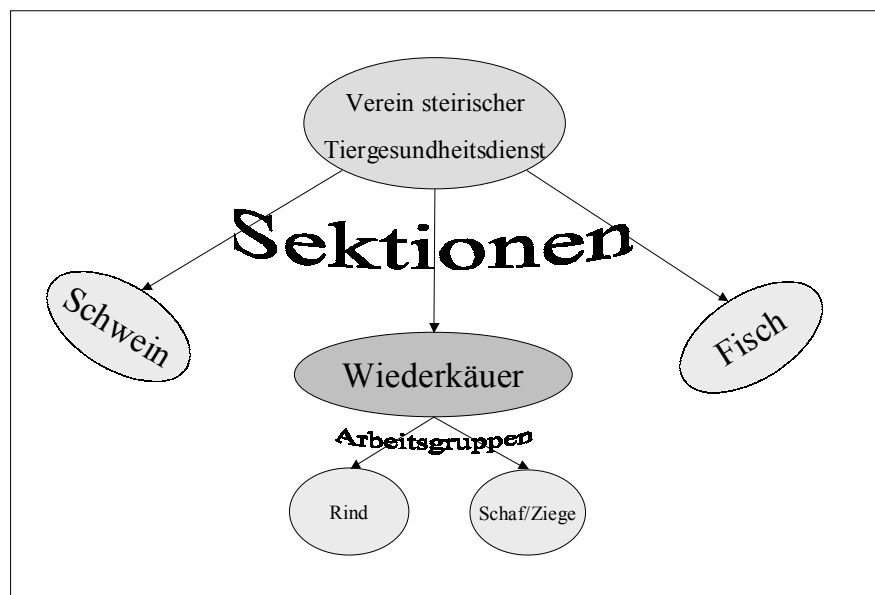 Verein steirischer
Tiergesundheitsdienst
Sektionen
Schwein
Fisch
Wiederkäuer
Arbeitsgruppen
Rind
Schaf/Ziege